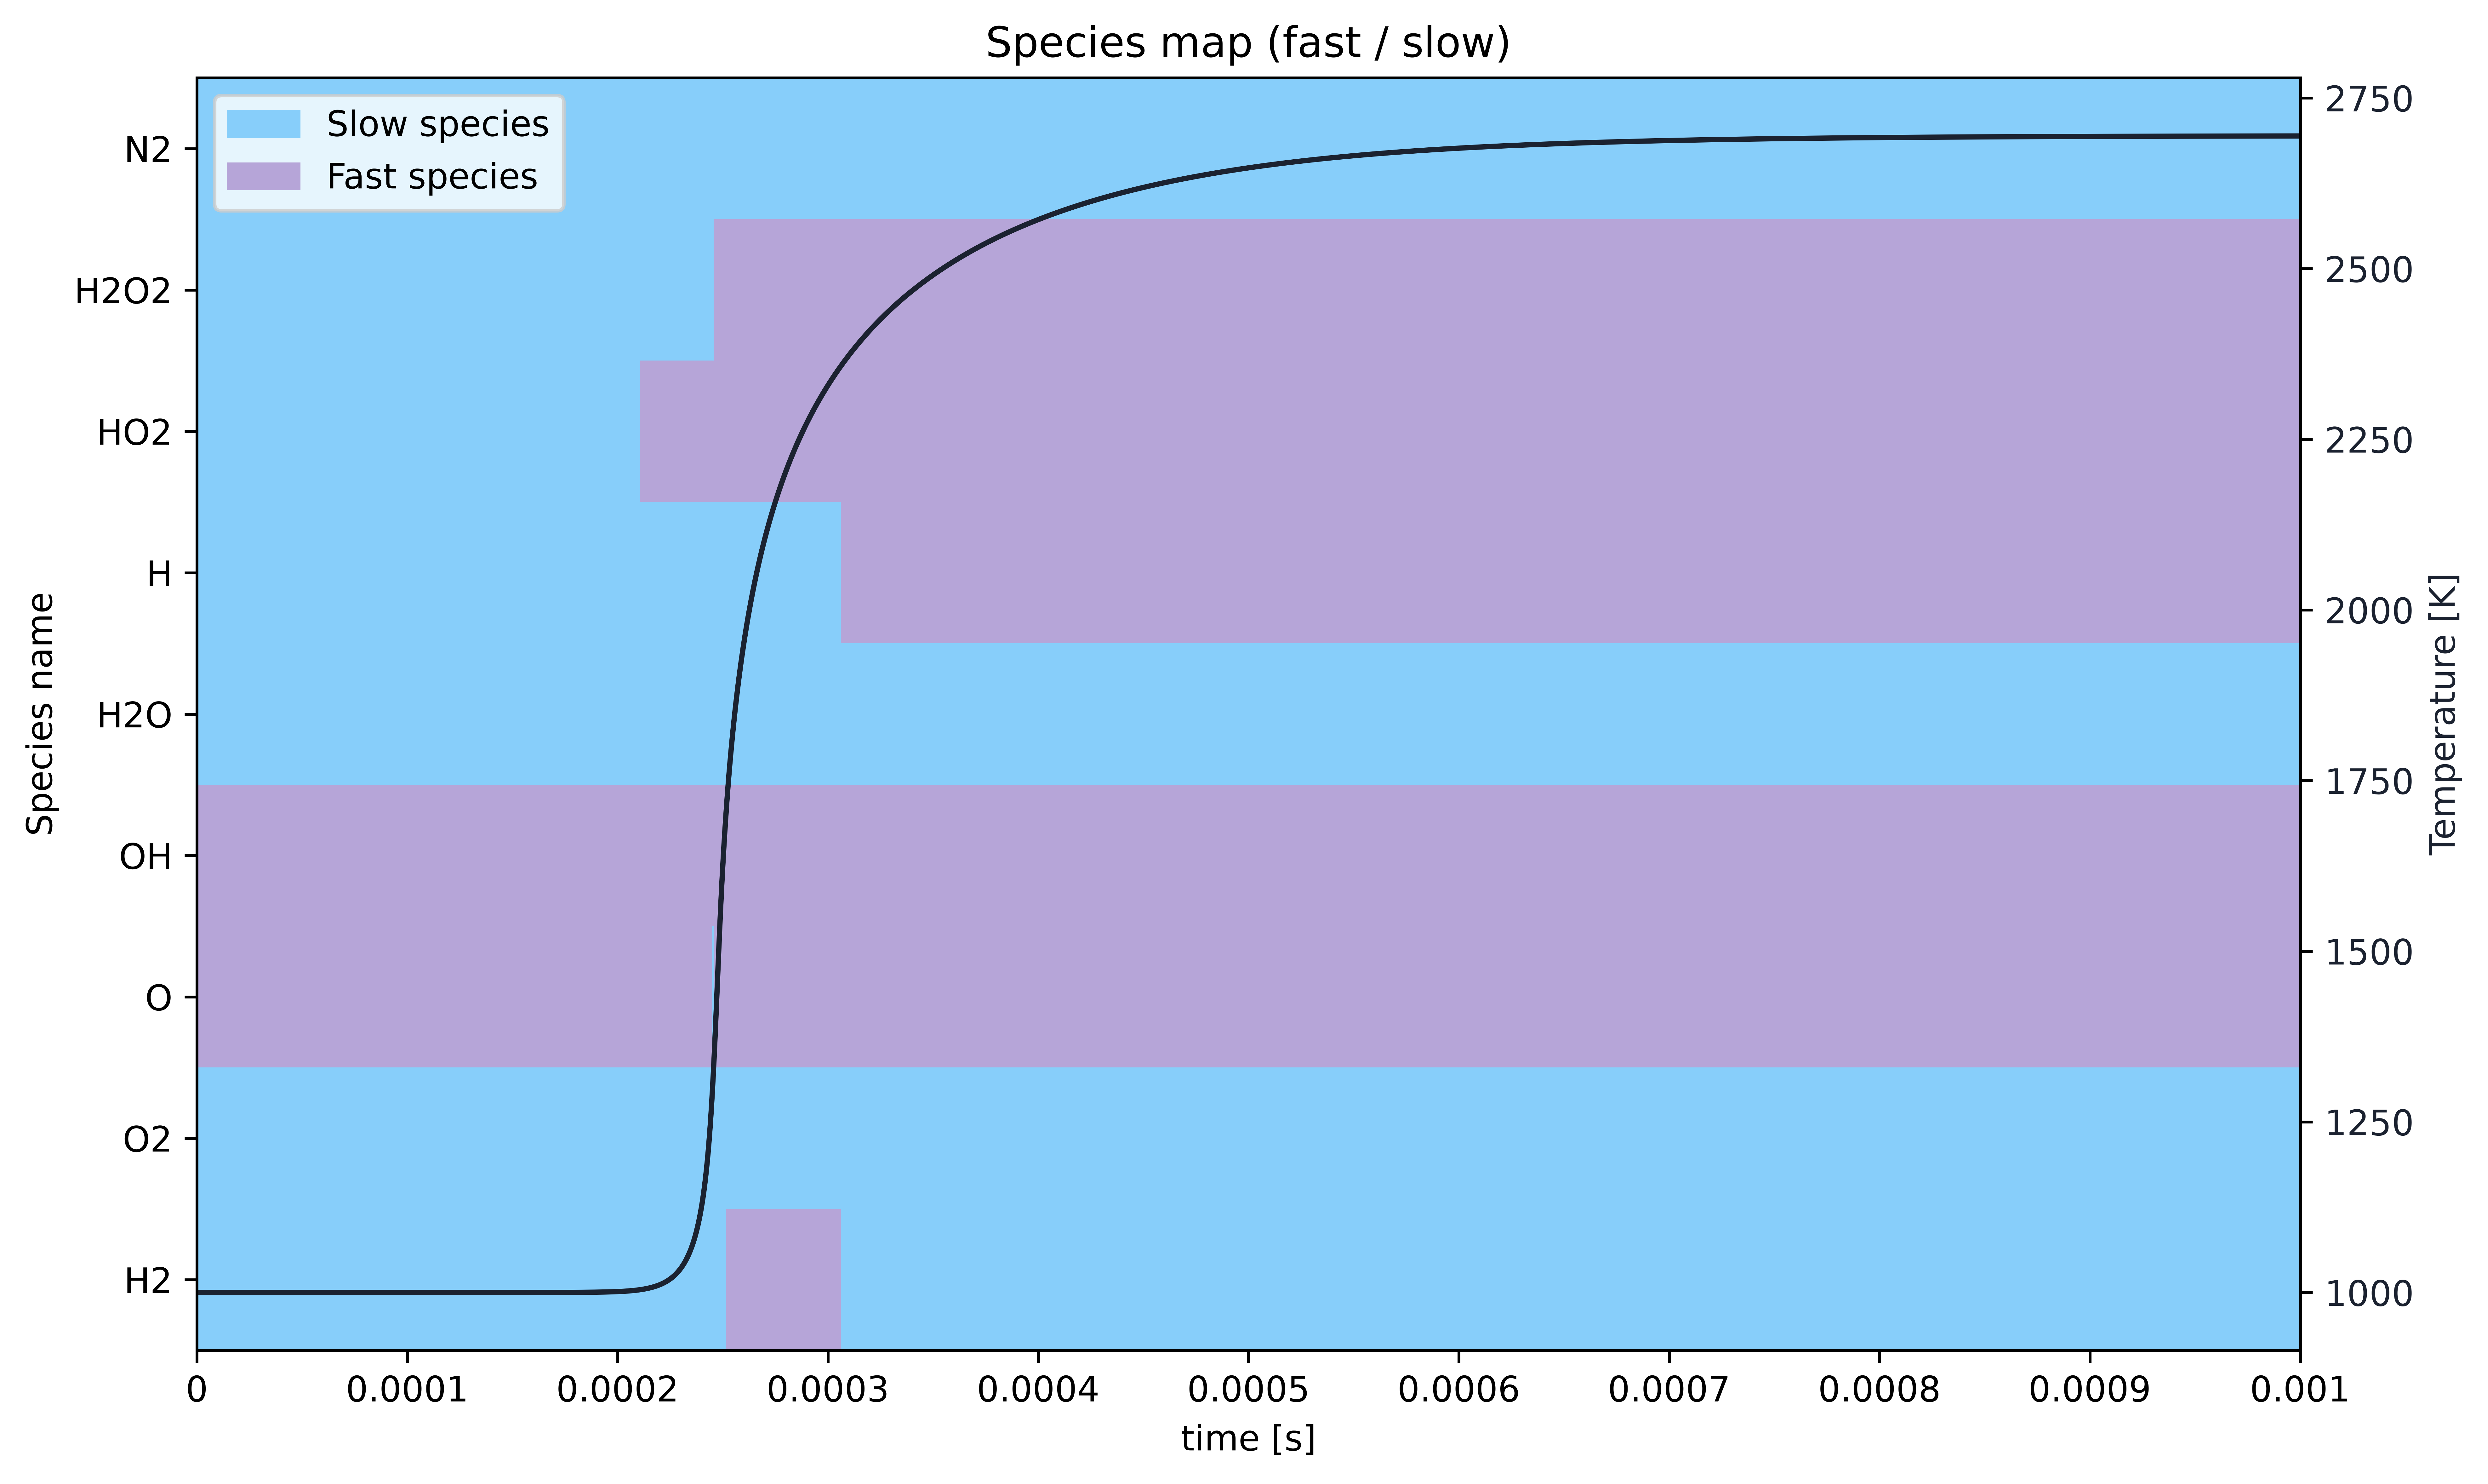 Species map (fast / slow)
Slow species
Fast species
N2
H2O2
HO2
H
H2O
OH
O
O2
H2
Species name
2750
2500
2250
2000
1750
1500
1250
1000
Temperature [K]
0 0.0001 0.0002 0.0003 0.0004 0.0005 0.0006 0.0007 0.0008 0.0009 0.001
time [s]